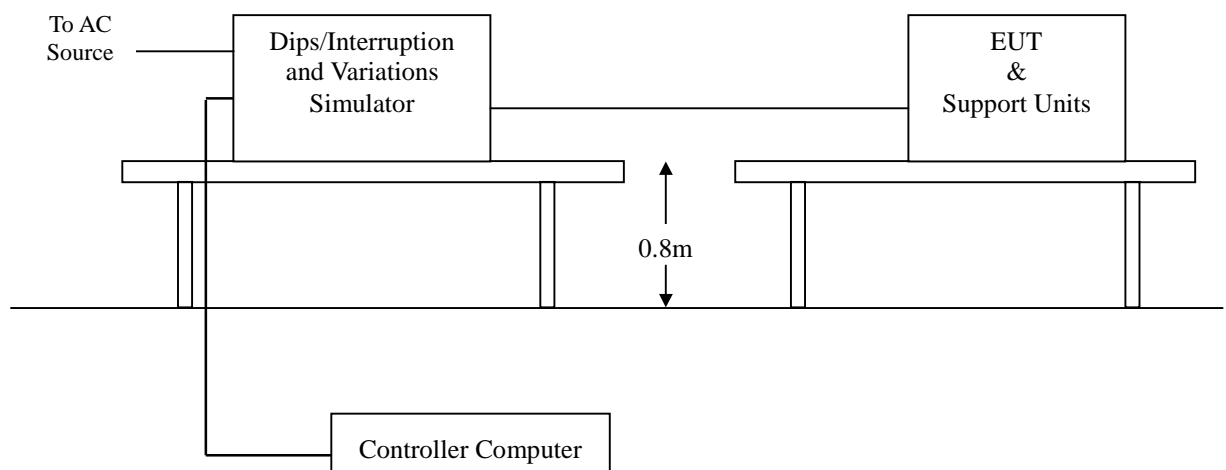 To AC
Source
Dips/Interruption
and Variations
Simulator
EUT
&
Support Units
0.8m
Controller Computer